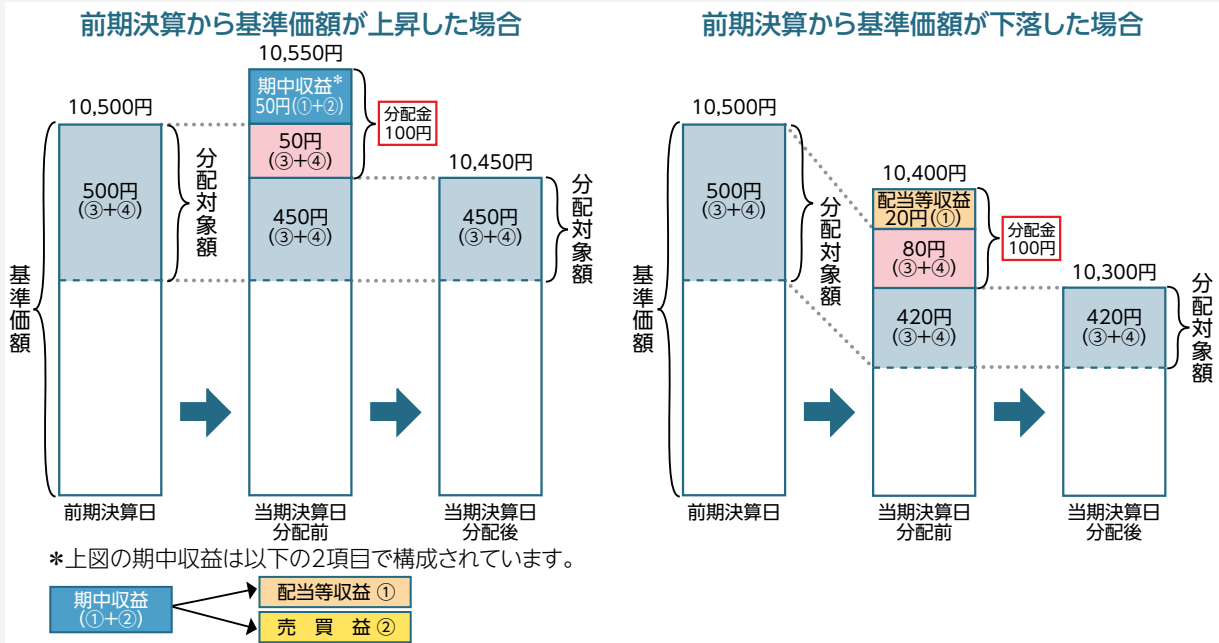 前期決算から基準価額が上昇した場合
10,500円
基準価額
500円
(③+④)
分配対象額
前期決算日
10,550円
期中収益*
50円(①+②)
50円
(③+④)
450円
(③+④)
分配金
100円
当期決算日
分配前
10,450円
450円
(③+④)
分配対象額
当期決算日
分配後
*上図の期中収益は以下の2項目で構成されています。
期中収益
(①+②)
配当等収益 ①
売 買 益 ②
前期決算から基準価額が下落した場合
10,500円
基準価額
500円
(③+④)
分配対象額
前期決算日
10,400円
配当等収益
20円(①)
80円
(③+④)
420円
(③+④)
分配金
100円
当期決算日
分配前
10,300円
420円
(③+④)
分配対象額
当期決算日
分配後